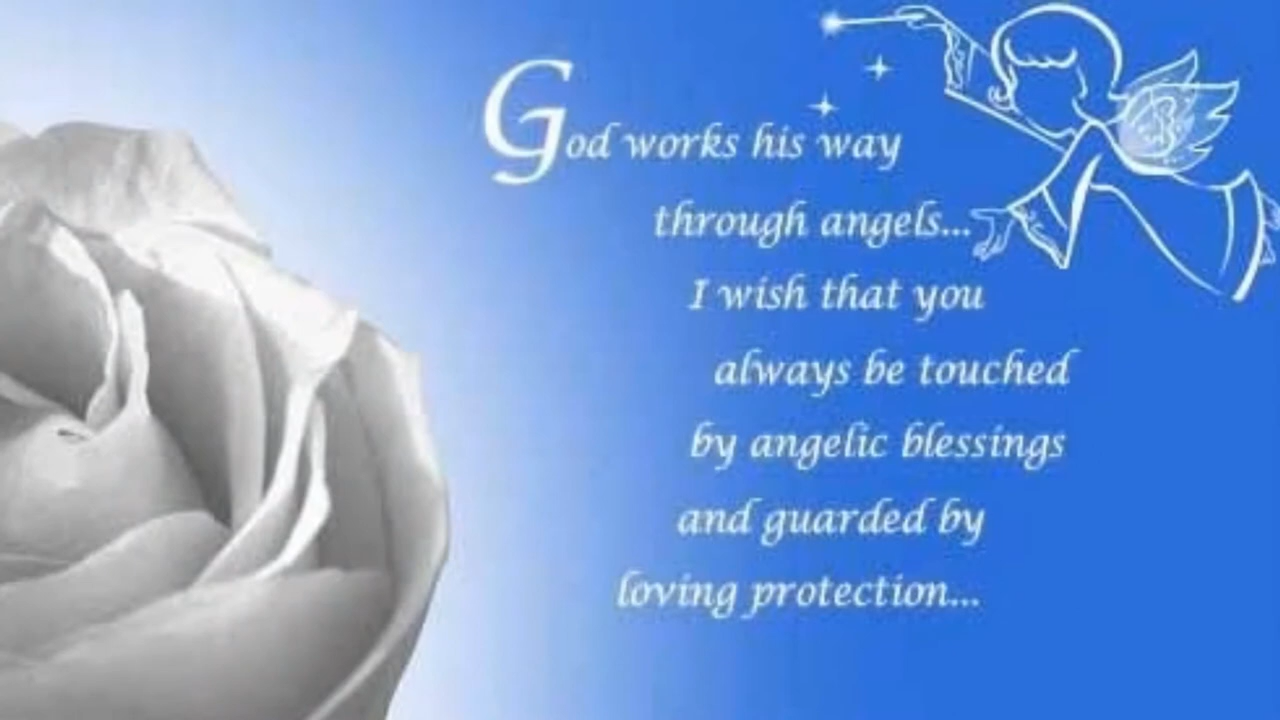 God works his way
through angels...
I wish that you
always be touched
by angelic blessings
and guarded by
loving protection...